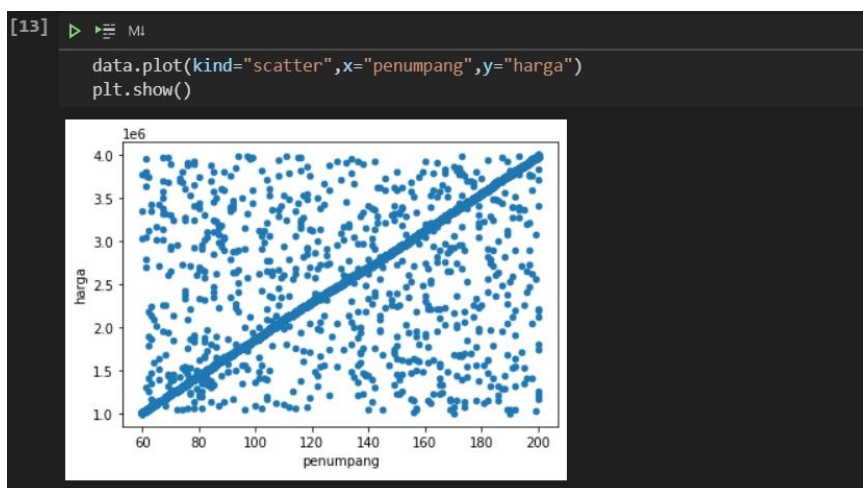 [13] M↓
data.plot(kind="scatter",x="penumpang",y="harga")
plt.show()
1e6
4.0
3.5
3.0
2.5
2.0
1.5
1.0
harga
60 80 100 120 140 160 180 200
penumpang